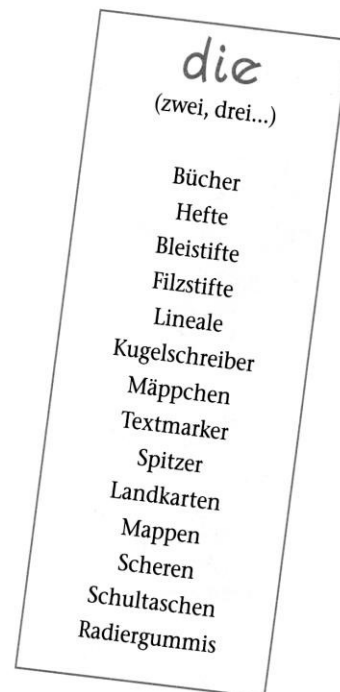 die
(zwei, drei...)
Bücher
Hefte
Bleistifte
Filzstifte
Lineale
Kugelschreiber
Mäppchen
Textmarker
Spitzer
Landkarten
Mappen
Scheren
Schultaschen
Radiergummis